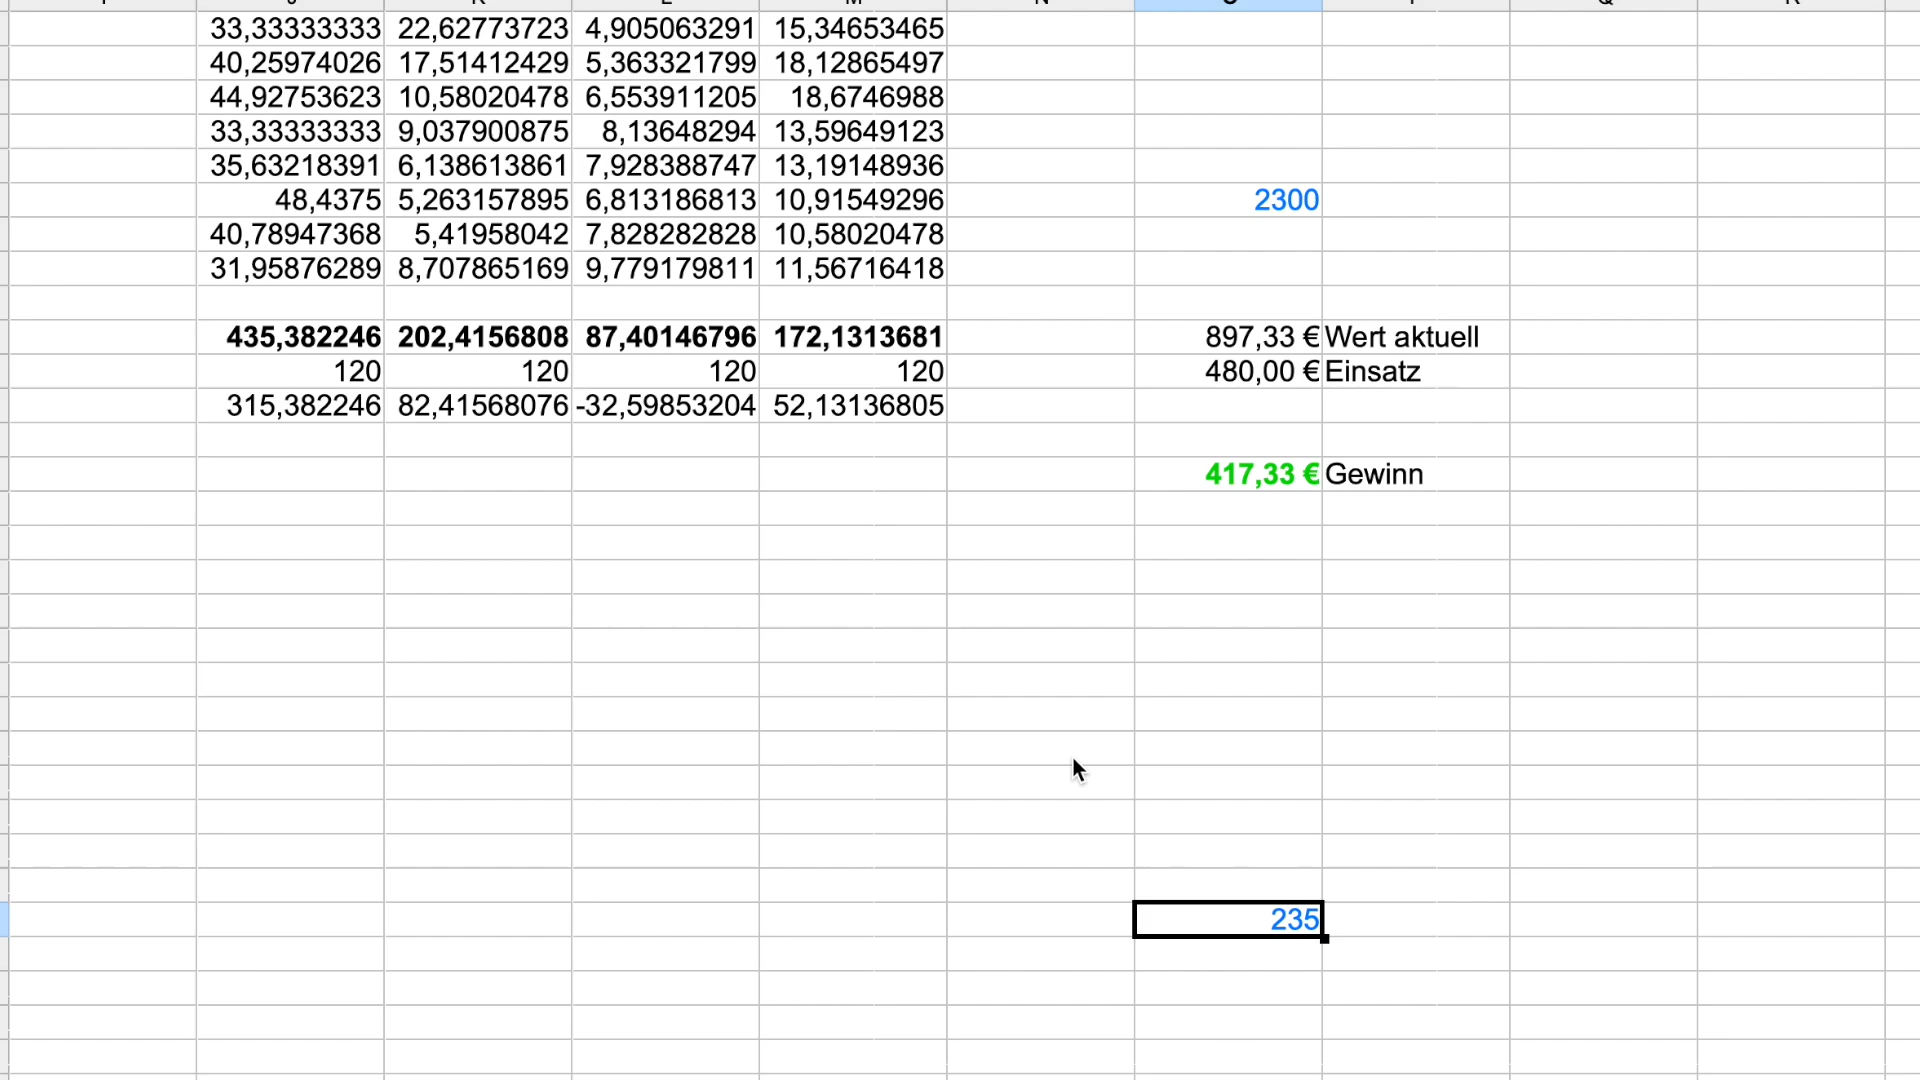 33,33333333 22,62773723 4,905063291 15,34653465
40,25974026 17,51412429 5,363321799 18,12865497
44,92753623 10,58020478 6,553911205 18,6746988
33,33333333 9,037900875 8,13648294 13,59649123
35,63218391 6,138613861 7,928388747 13,19148936
48,4375 5,263157895 6,813186813 10,91549296 2300
40,78947368 5,41958042 7,828282828 10,58020478
31,95876289 8,707865169 9,779179811 11,56716418
435,382246 202,4156808 87,40146796 172,1313681 897,33 € Wert aktuell
120 120 120 120 480,00 € Einsatz
315,382246 82,41568076 -32,59853204 52,13136805
417,33 € Gewinn
235